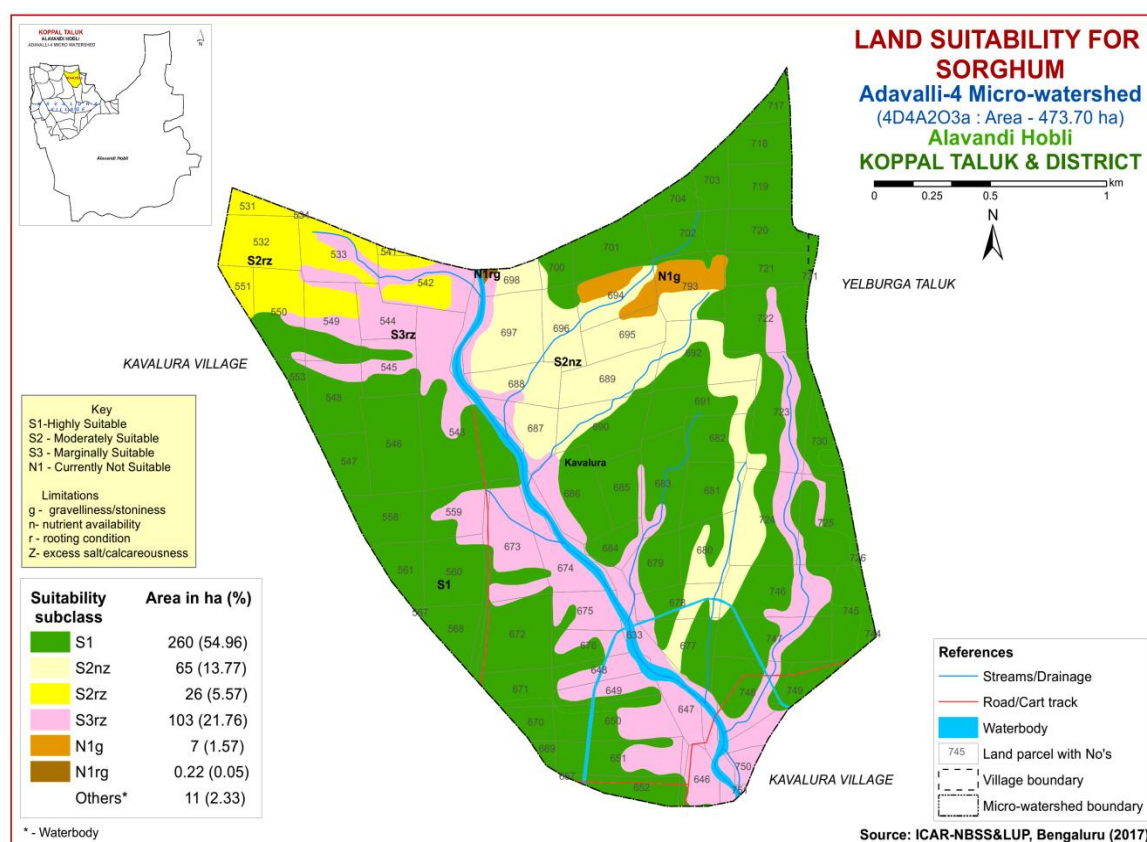 KOPPAL TALUK
ALAVANDI HOBLI
ADAVALLI-4 MICRO WATERSHED
N
Alavandi Hobli
LAND SUITABILITY FOR
SORGHUM
Adavalli-4 Micro-watershed
(4D4A2O3a : Area - 473.70 ha)
Alavandi Hobli
KOPPAL TALUK & DISTRICT
km
0 0.25 0.5 1
N
717
718
703
719
704
531
534
702
720
532
533
541
701
721
S2rz
N1rg
698
700
N1g
YELBURGA TALUK
551
542
694
793
550
549
544
697
696
695
722
S3rz
S2nz
682
KAVALURA VILLAGE
553
545
688
689
548
691
723
543
687
690
682
730
546
547
Kavalura
686
685
683
681
559
558
673
684
680
724
725
726
561
560
674
679
S1
567
675
678
746
745
568
672
676
633
677
747
744
671
648
649
748
749
670
650
647
669
651
750
667
646
652
751
KAVALURA VILLAGE
Key
S1-Highly Suitable
S2 - Moderately Suitable
S3 - Marginally Suitable
N1 - Currently Not Suitable
Limitations
g - gravelliness/stoniness
n- nutrient availability
r - rooting condition
Z- excess salt/calcareousness
Suitability subclass Area in ha (%)
S1 260 (54.96)
S2nz 65 (13.77)
S2rz 26 (5.57)
S3rz 103 (21.76)
N1g 7 (1.57)
N1rg 0.22 (0.05)
Others* 11 (2.33)
* - Waterbody
References
Streams/Drainage
Road/Cart track
Waterbody
745 Land parcel with No's
Village boundary
Micro-watershed boundary
Source: ICAR-NBSS&LUP, Bengaluru (2017)